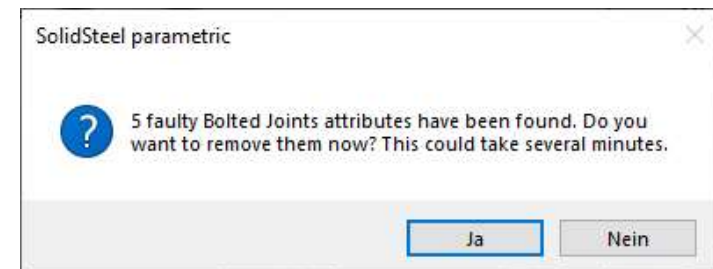 SolidSteel parametric
5 faulty Bolted Joints attributes have been found. Do you
want to remove them now? This could take several minutes.
Ja
Nein